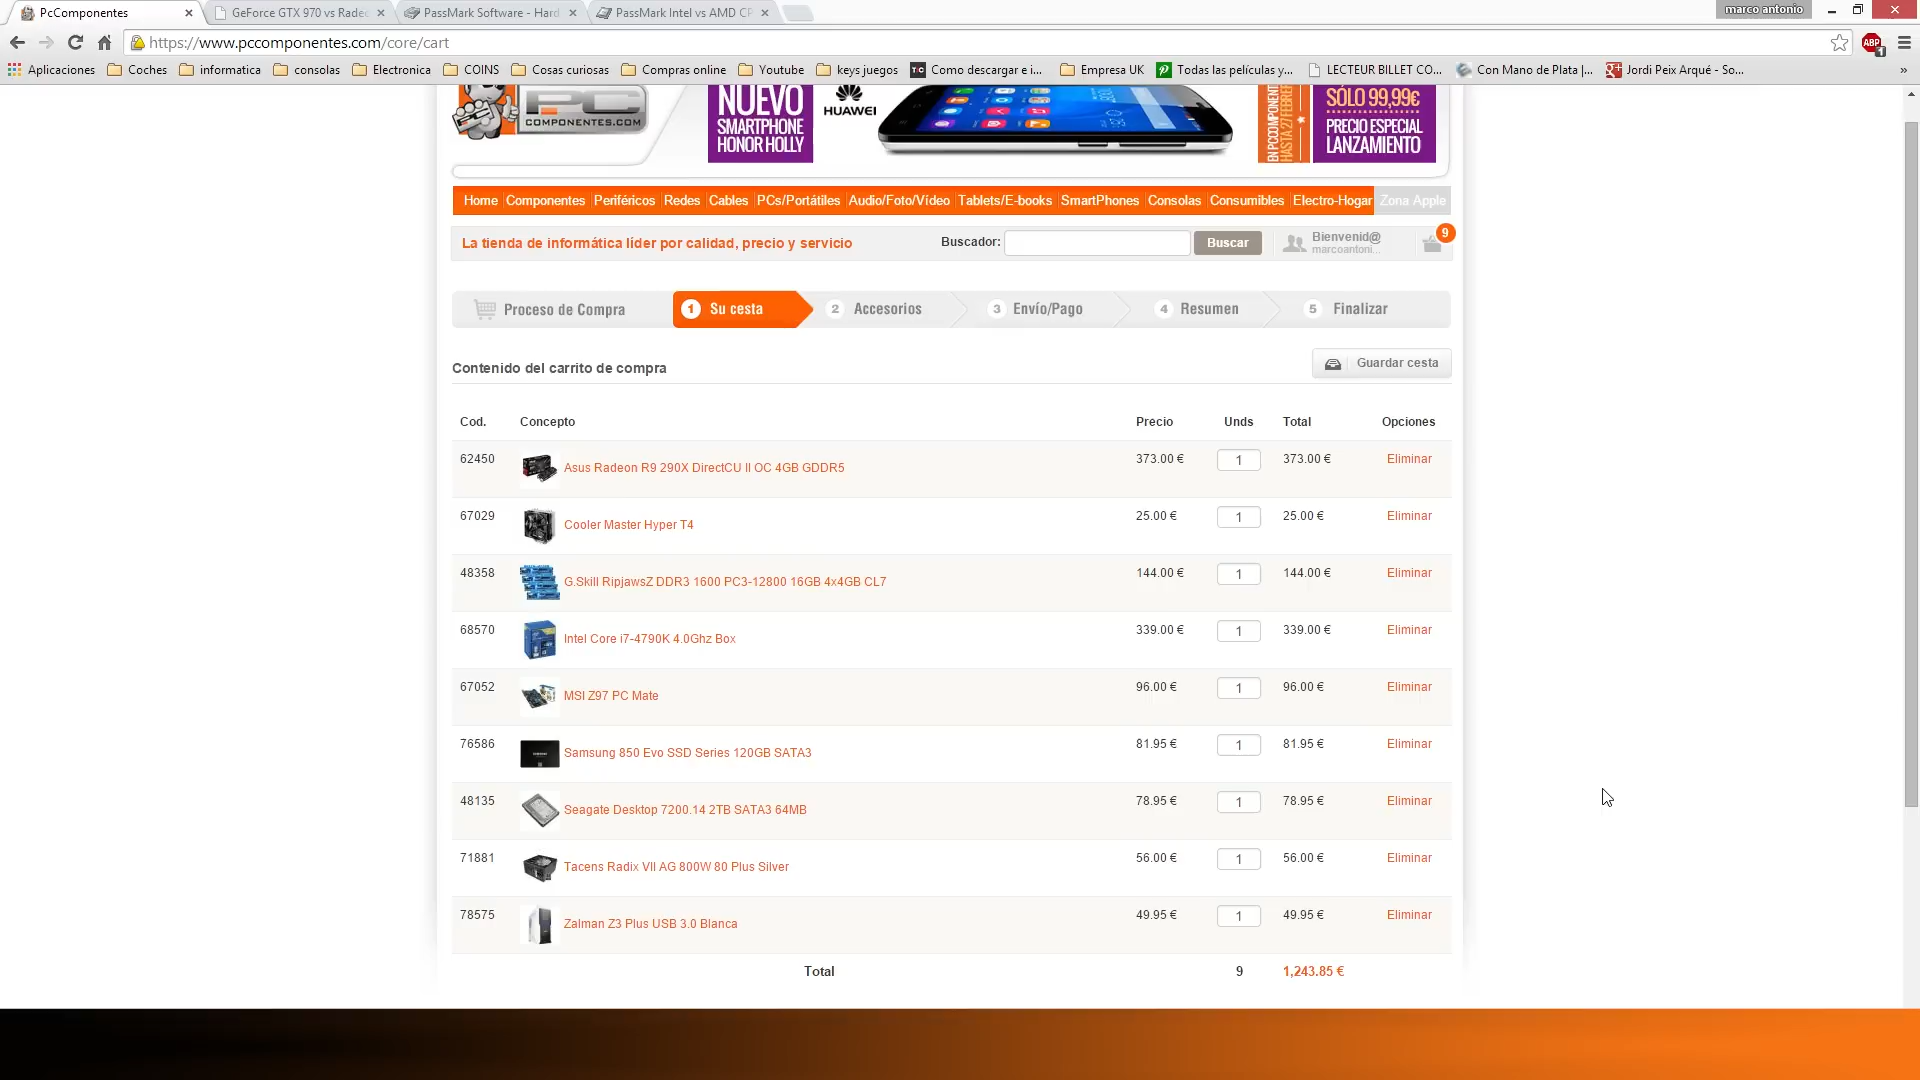 PcComponentes
GeForce GTX 970 vs Radeo
PassMark Software - Hard
PassMark Intel vs AMD CP
marco antonio
https://www.pccomponentes.com/core/cart
ABP
1
Aplicaciones
Coches
informatica
consolas
Electronica
COINS
Cosas curiosas
Compras online
Youtube
keys juegos
Como descargar e i...
Empresa UK
Todas las películas y...
LECTEUR BILLET CO...
Con Mano de Plata |...
Jordi Peix Arqué - So...
»
PC
COMPONENTES.COM
NUEVO
SMARTPHONE
HONOR HOLLY
HUAWEI
EN PCCOMPONENTES
HASTA 27 FEBRERO
SÓLO 99,99€
PRECIO ESPECIAL
LANZAMIENTO
Home Componentes Periféricos Redes Cables PCs/Portátiles Audio/Foto/Vídeo Tablets/E-books SmartPhones Consolas Consumibles Electro-Hogar Zona Apple
La tienda de informática líder por calidad, precio y servicio
Buscador:
Buscar
Bienvenid@
marcoantoni...
9
Proceso de Compra
1 Su cesta
2 Accesorios
3 Envío/Pago
4 Resumen
5 Finalizar
Contenido del carrito de compra
Guardar cesta
Cod. Concepto Precio Unds Total Opciones
62450 Asus Radeon R9 290X DirectCU II OC 4GB GDDR5 373.00 € 1 373.00 € Eliminar
67029 Cooler Master Hyper T4 25.00 € 1 25.00 € Eliminar
48358 G.Skill RipjawsZ DDR3 1600 PC3-12800 16GB 4x4GB CL7 144.00 € 1 144.00 € Eliminar
68570 Intel Core i7-4790K 4.0Ghz Box 339.00 € 1 339.00 € Eliminar
67052 MSI Z97 PC Mate 96.00 € 1 96.00 € Eliminar
76586 Samsung 850 Evo SSD Series 120GB SATA3 81.95 € 1 81.95 € Eliminar
48135 Seagate Desktop 7200.14 2TB SATA3 64MB 78.95 € 1 78.95 € Eliminar
71881 Tacens Radix VII AG 800W 80 Plus Silver 56.00 € 1 56.00 € Eliminar
78575 Zalman Z3 Plus USB 3.0 Blanca 49.95 € 1 49.95 € Eliminar
Total 9 1,243.85 €